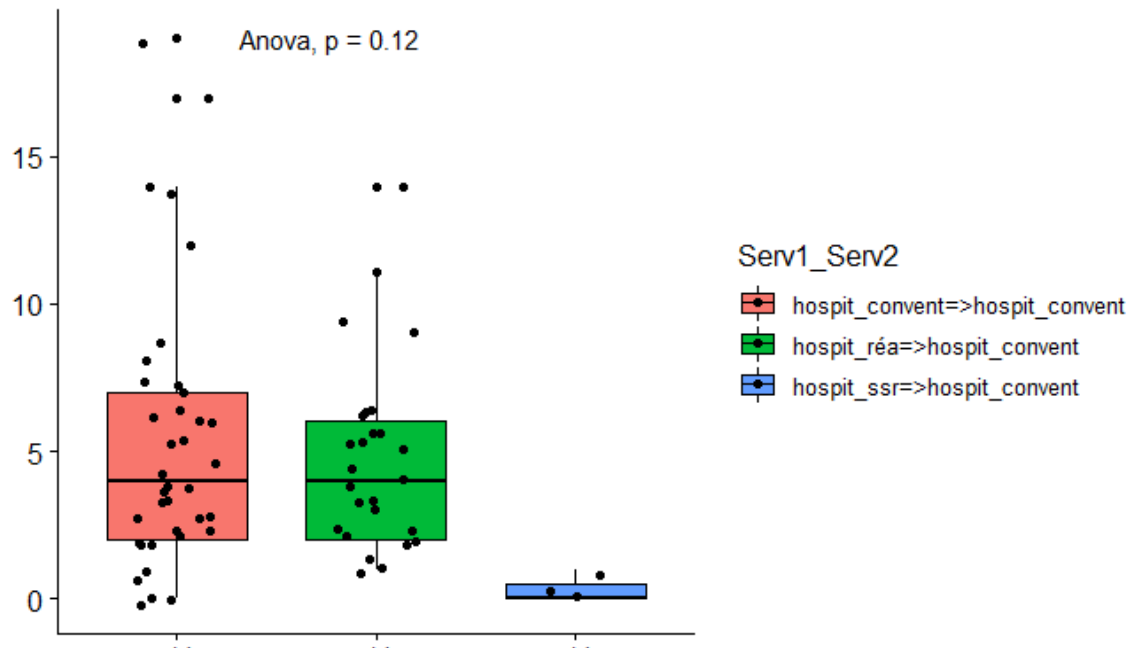 Anova, p = 0.12
15
10
5
0
Serv1_Serv2
hospit_convent=>hospit_convent
hospit_réa=>hospit_convent
hospit_ssr=>hospit_convent